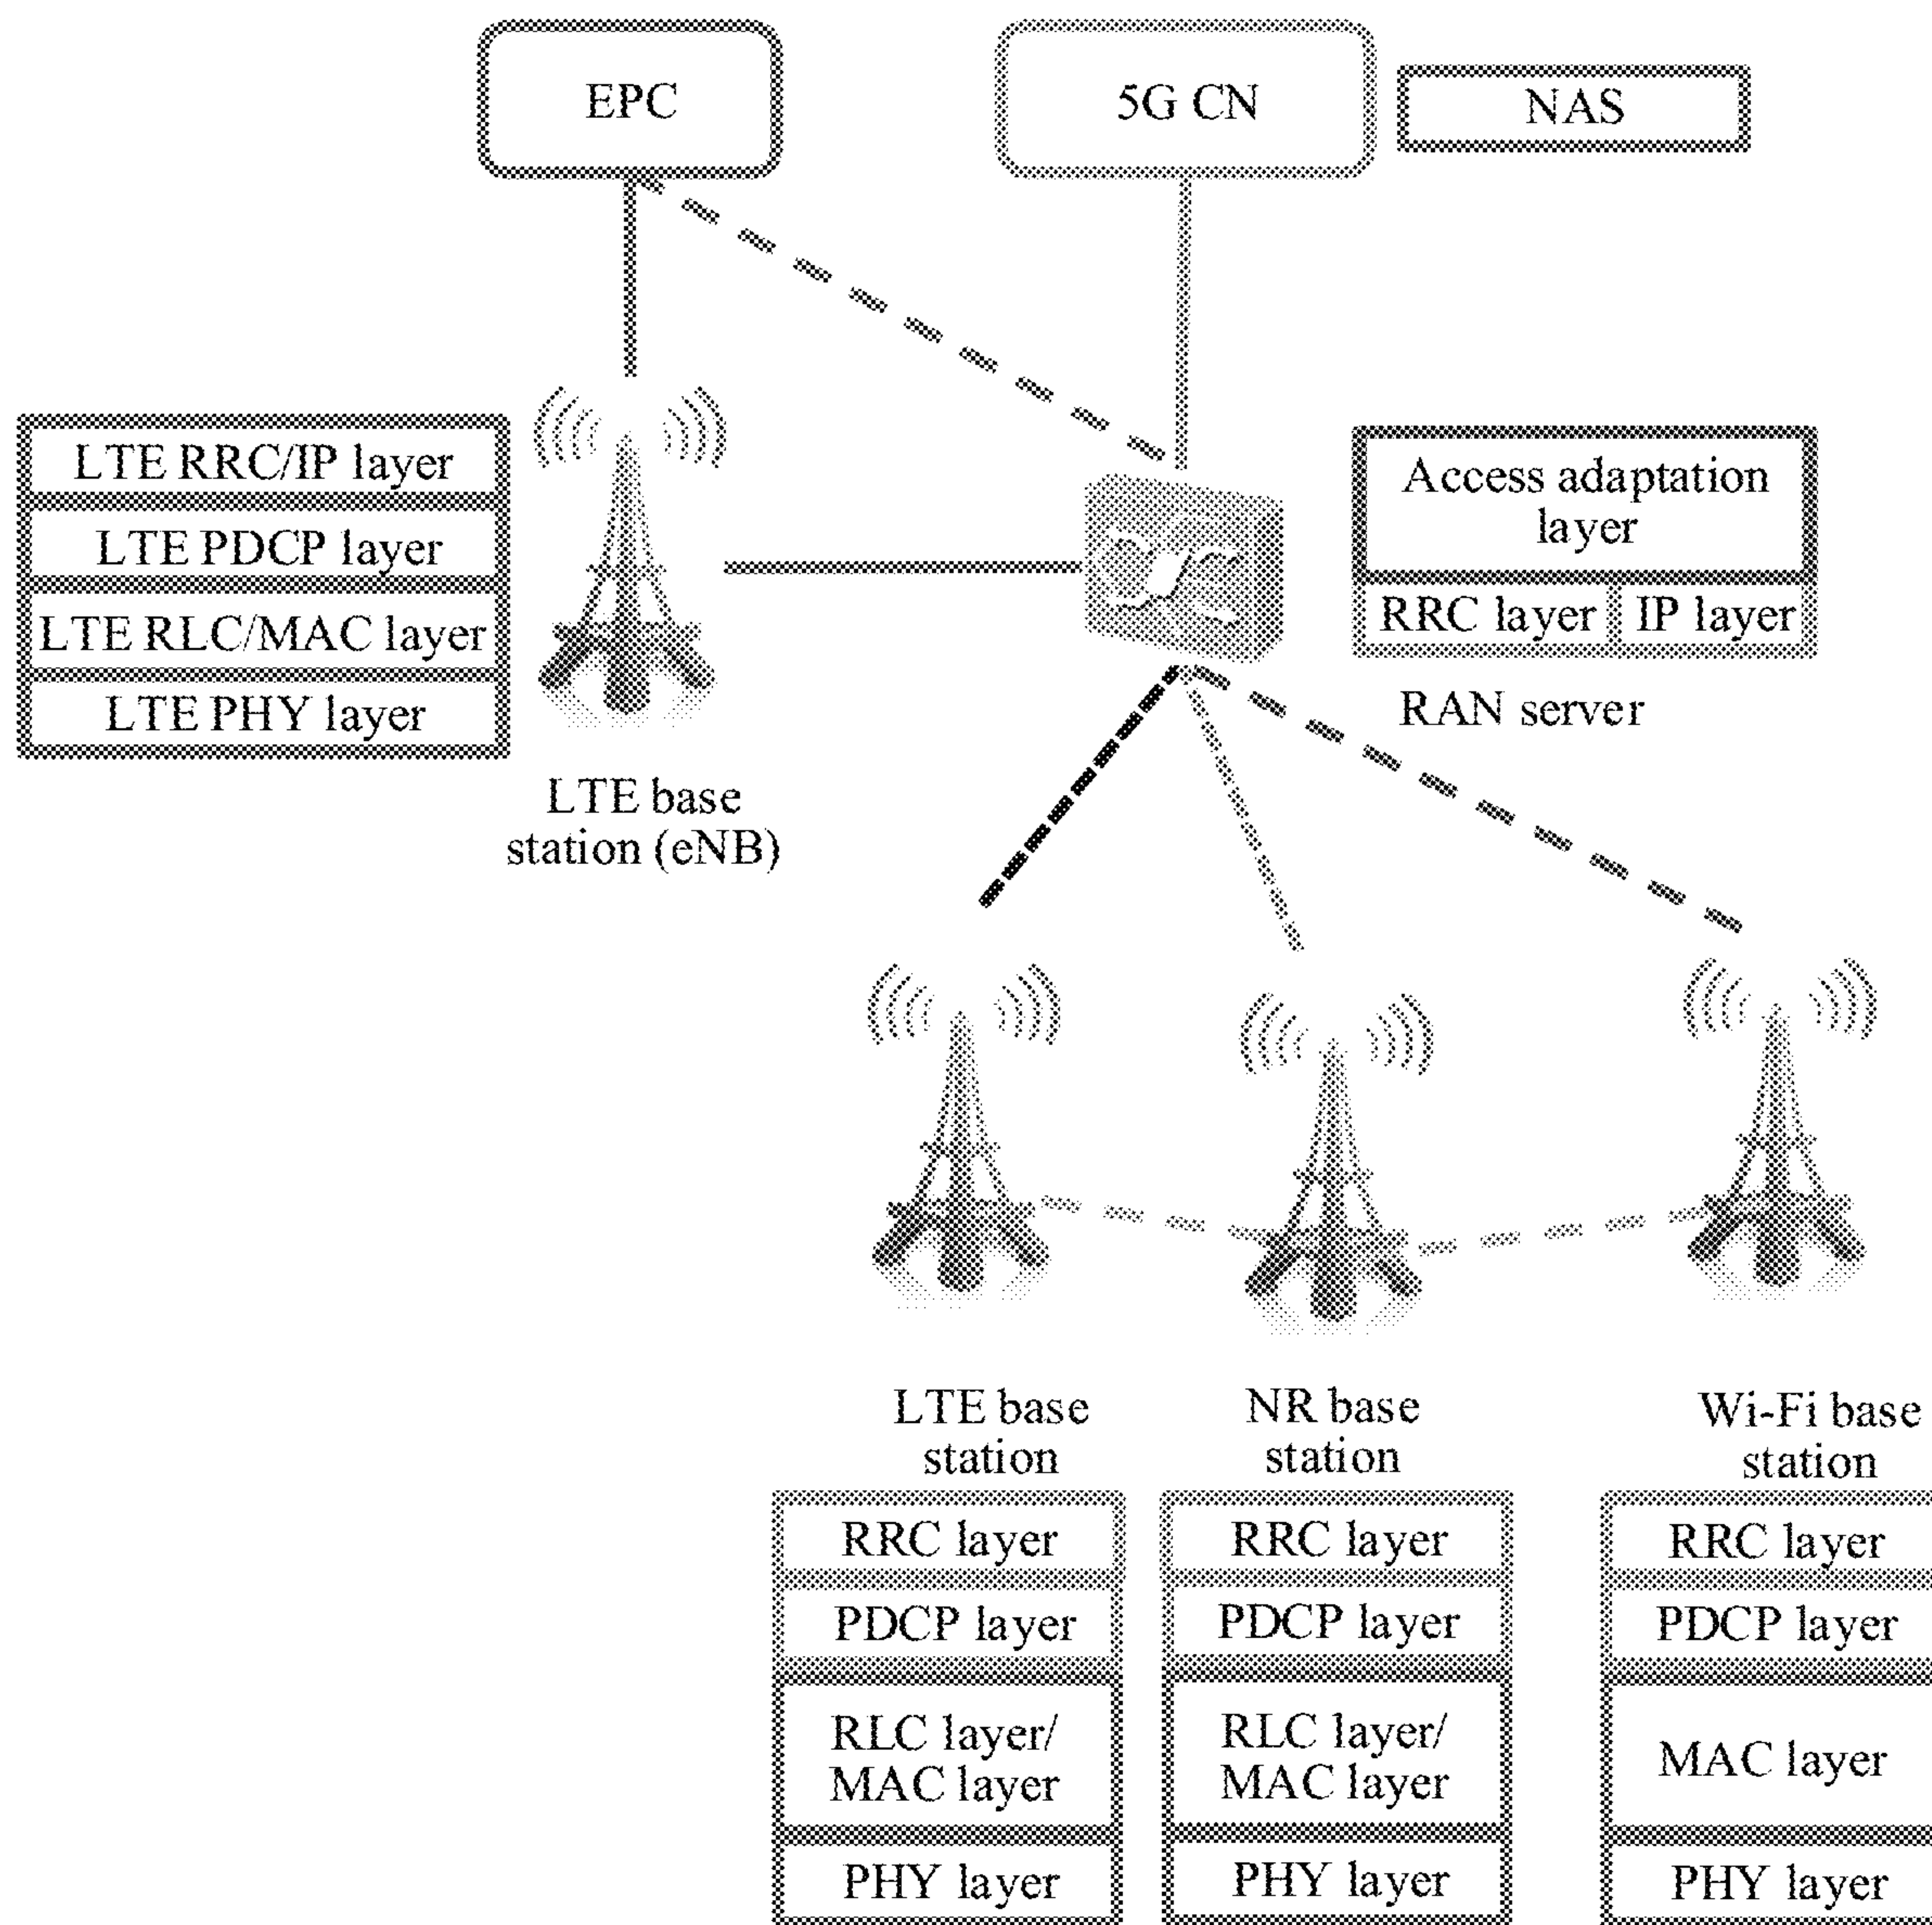 EPC
5G CN
NAS
LTE RRC/IP layer
LTE PDCP layer
LTE RLC/MAC layer
LTE PHY layer
LTE base
station (eNB)
Access adaptation
layer
RRC layer
IP layer
RAN server
LTE base
station
RRC layer
PDCP layer
RLC layer/
MAC layer
PHY layer
NR base
station
RRC layer
PDCP layer
RLC layer/
MAC layer
PHY layer
Wi-Fi base
station
RRC layer
PDCP layer
MAC layer
PHY layer